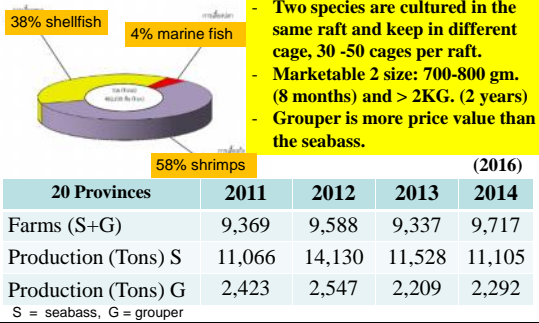 38% shellfish
4% marine fish
58% shrimps
- Two species are cultured in the
same raft and keep in different
cage, 30 -50 cages per raft.
- Marketable 2 size: 700-800 gm.
(8 months) and > 2KG. (2 years)
- Grouper is more price value than
the seabass.
(2016)
20 Provinces 2011 2012 2013 2014
Farms (S+G) 9,369 9,588 9,337 9,717
Production (Tons) S 11,066 14,130 11,528 11,105
Production (Tons) G 2,423 2,547 2,209 2,292
S = seabass, G = grouper